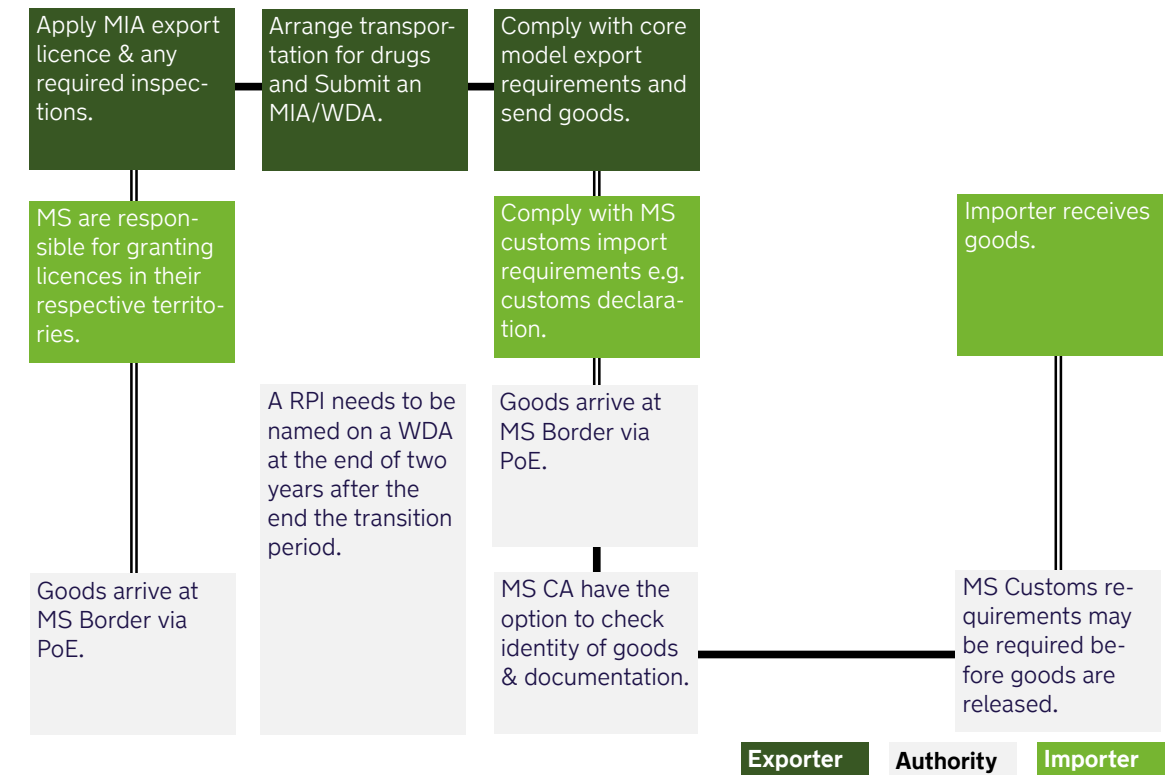 Apply MIA export
licence & any
required inspec-
tions.
Arrange transpor-
tation for drugs
and Submit an
MIA/WDA.
Comply with core
model export
requirements and
send goods.
MS are respon-
sible for granting
licences in their
respective territo-
ries.
Comply with MS
customs import
requirements e.g.
customs declara-
tion.
Importer receives
goods.
A RPI needs to be
named on a WDA
at the end of two
years after the
end the transition
period.
Goods arrive at
MS Border via
PoE.
Goods arrive at
MS Border via
PoE.
MS CA have the
option to check
identity of goods
& documentation.
MS Customs re-
quirements may
be required be-
fore goods are
released.
Exporter
Authority
Importer